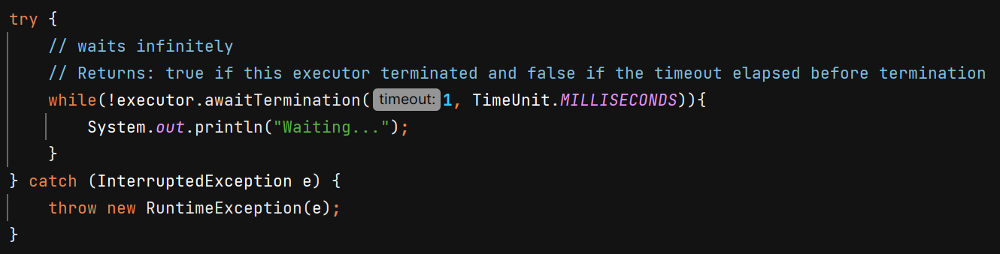 try {
    // waits infinitely
    // Returns: true if this executor terminated and false if the timeout elapsed before termination
    while(!executor.awaitTermination( timeout: 1, TimeUnit.MILLISECONDS)){
        System.out.println("Waiting...");
    }
} catch (InterruptedException e) {
    throw new RuntimeException(e);
}